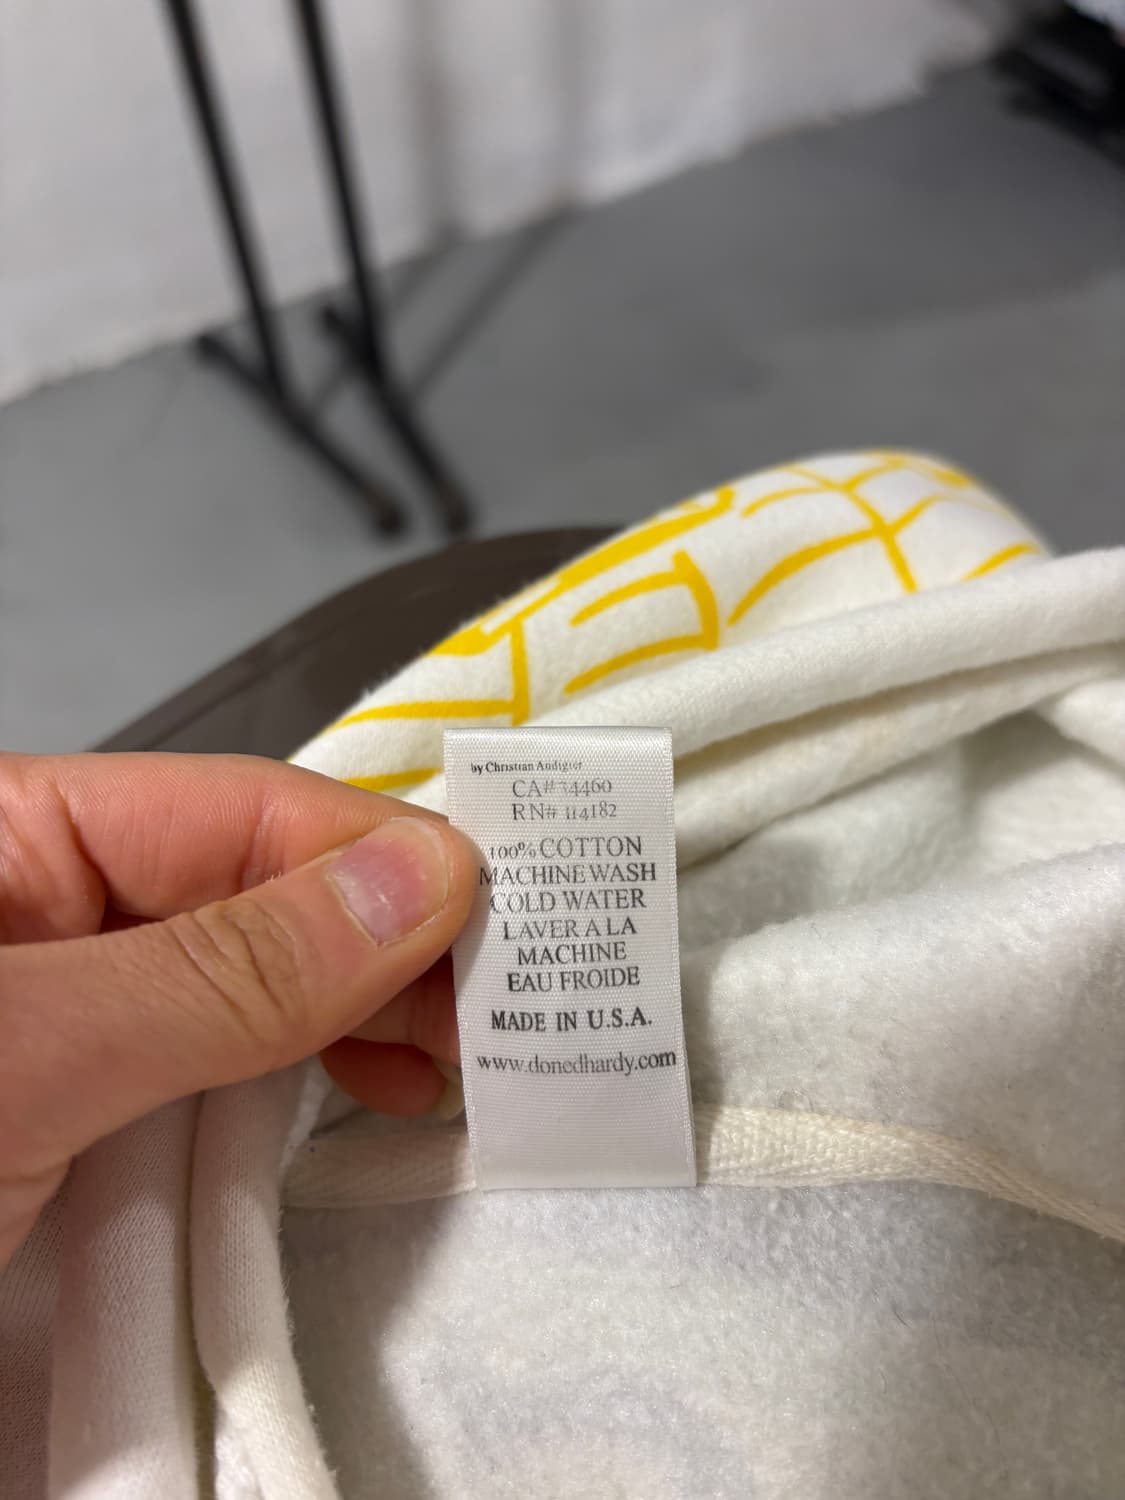 by Christian Audigier
CA# 34460
RN# 114182
100% COTTON
MACHINE WASH
COLD WATER
LAVER A LA
MACHINE
EAU FROIDE
MADE IN U.S.A.
www.donedhardy.com